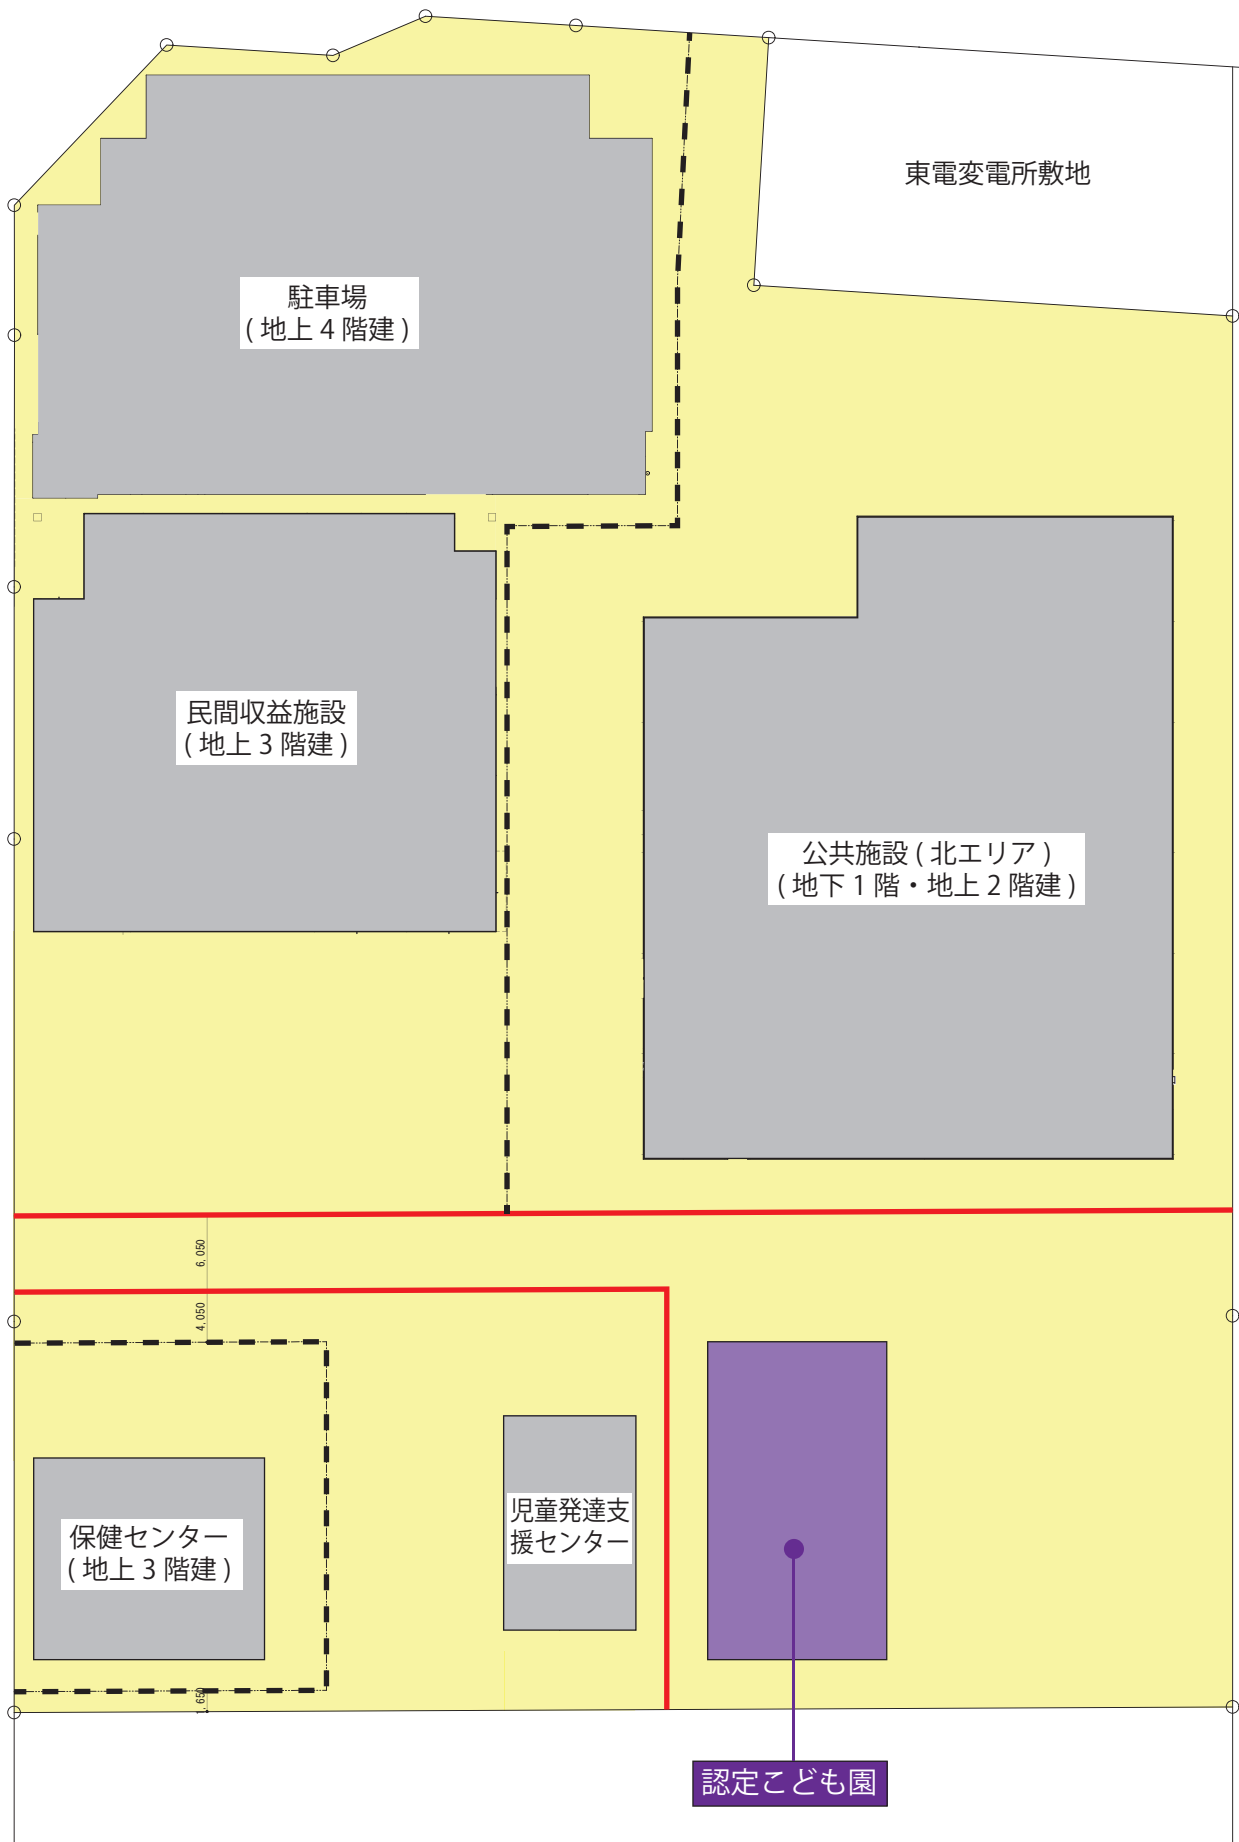 東電変電所敷地
駐車場
(地上4階建)
民間収益施設
(地上3階建)
公共施設(北エリア)
(地下1階・地上2階建)
6,050
4,050
児童発達支
援センター
保健センター
(地上3階建)
1,650
認定こども園